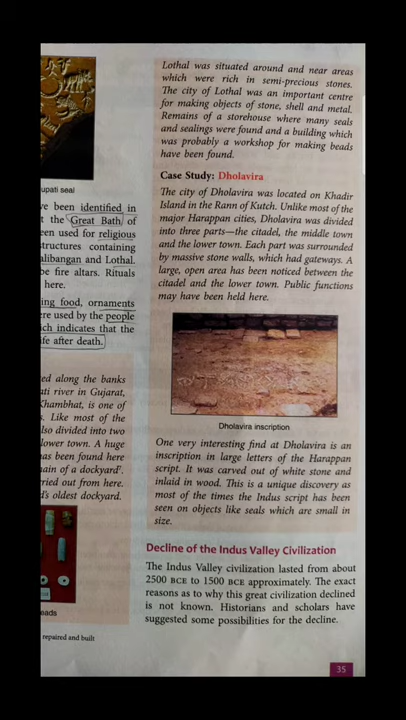 upati seal
ve been identified in
t the Great Bath of
een used for religious
structures containing
alibangan and Lothal.
be fire altars. Rituals
here.
ing food, ornaments
ere used by the people
ich indicates that the
ife after death.
ed along the banks
ati river in Gujarat,
Khambhat, is one of
s. Like most of the
lso divided into two
lower town. A huge
has been found here
main of a dockyard
rried out from here.
d's oldest dockyard.
eads
repaired and built
Lothal was situated around and near areas
which were rich in semi-precious stones.
The city of Lothal was an important centre
for making objects of stone, shell and metal.
Remains of a storehouse where many seals
and sealings were found and a building which
was probably a workshop for making beads
have been found.
Case Study: Dholavira
The city of Dholavira was located on Khadir
Island in the Rann of Kutch. Unlike most of the
major Harappan cities, Dholavira was divided
into three parts—the citadel, the middle town
and the lower town. Each part was surrounded
by massive stone walls, which had gateways. A
large, open area has been noticed between the
citadel and the lower town. Public functions
may have been held here.
Dholavira inscription
One very interesting find at Dholavira is an
inscription in large letters of the Harappan
script. It was carved out of white stone and
inlaid in wood. This is a unique discovery as
most of the times the Indus script has been
seen on objects like seals which are small in
size.
Decline of the Indus Valley Civilization
The Indus Valley civilization lasted from about
2500 BCE to 1500 BCE approximately. The exact
reasons as to why this great civilization declined
is not known. Historians and scholars have
suggested some possibilities for the decline.
35